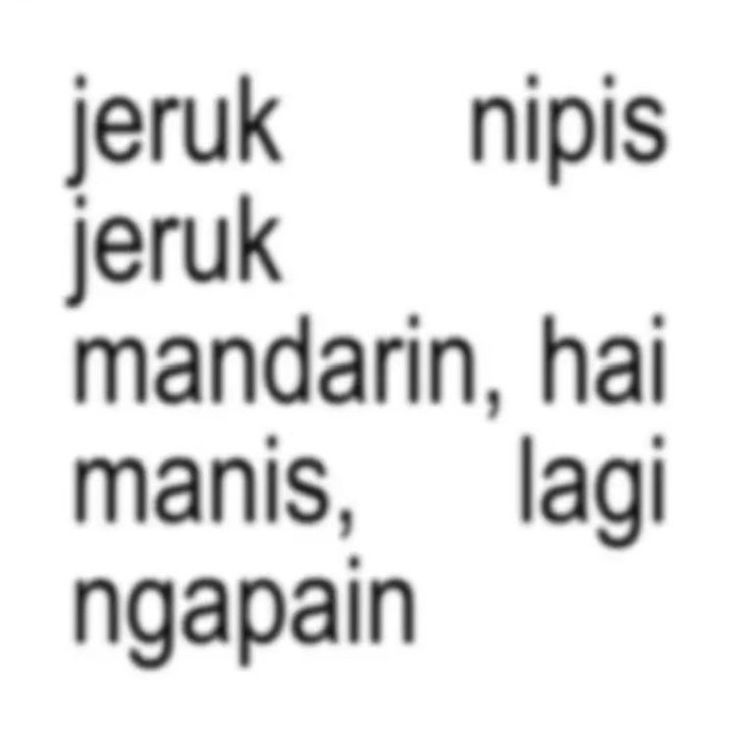 jeruk nipis
jeruk
mandarin, hai
manis, lagi
ngapain